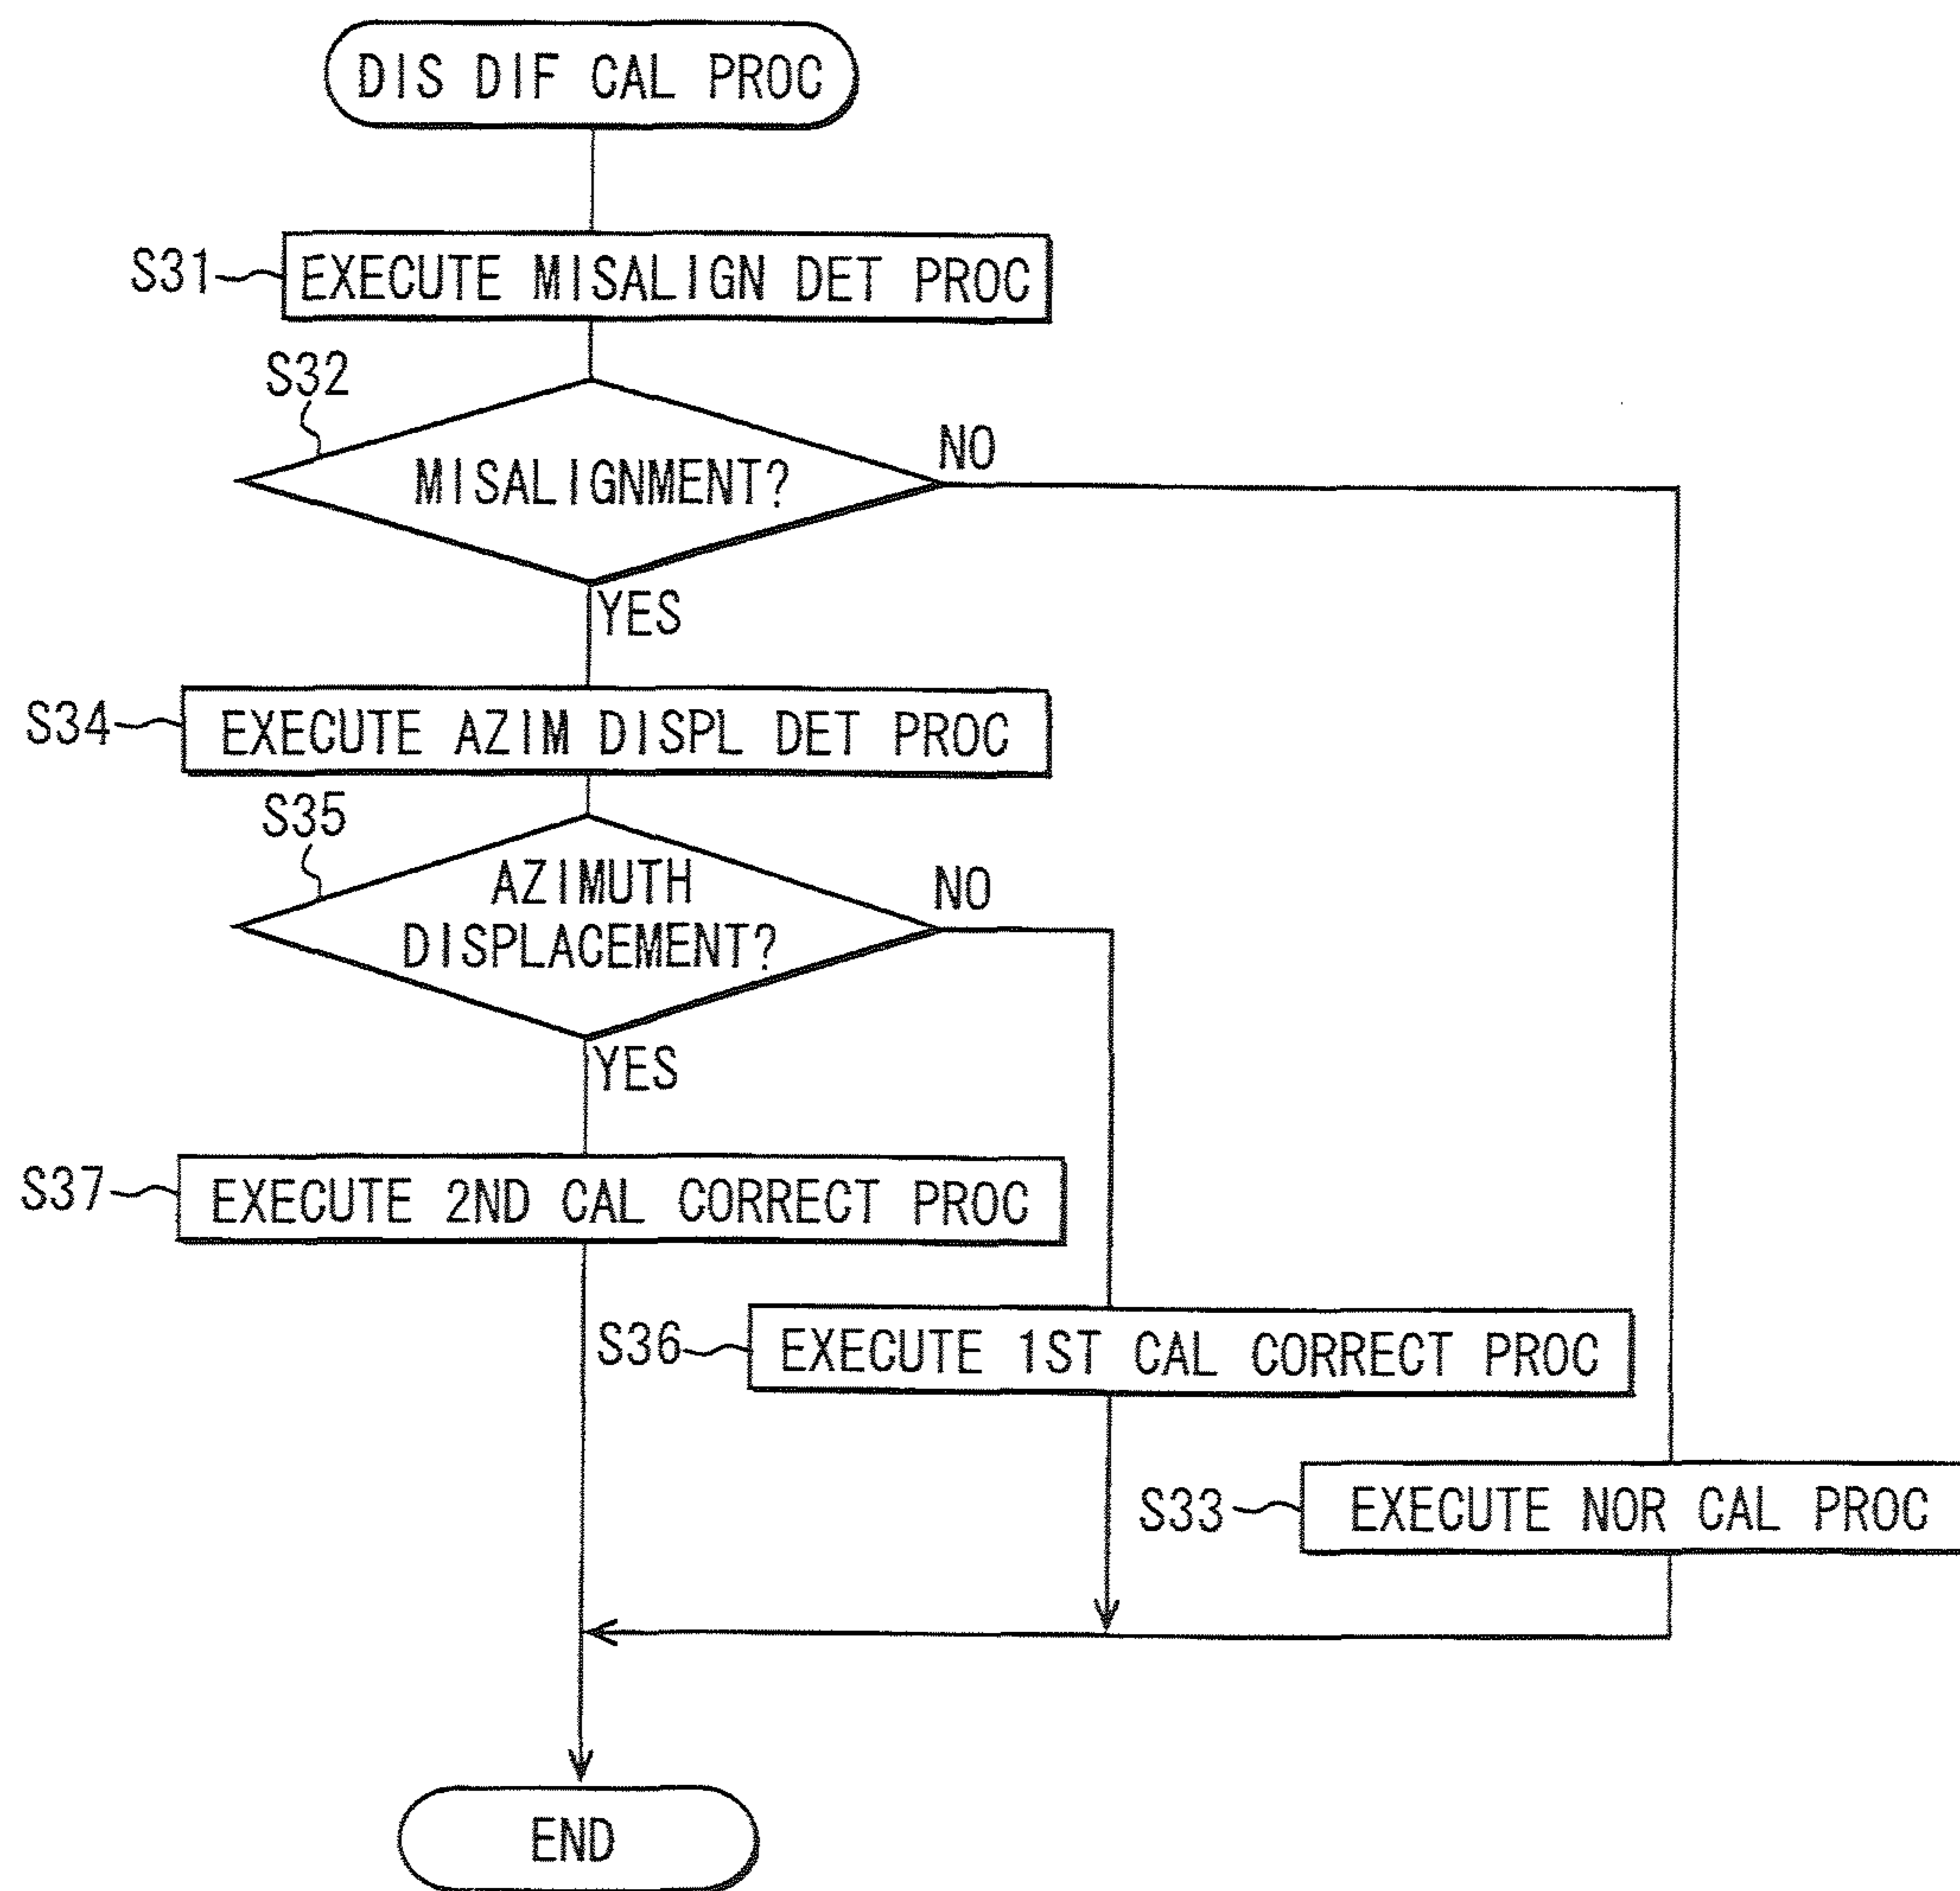 DIS DIF CAL PROC
S31
EXECUTE MISALIGN DET PROC
S32
MISALIGNMENT?
NO
YES
S34
EXECUTE AZIM DISPL DET PROC
S35
AZIMUTH
DISPLACEMENT?
NO
YES
S37
EXECUTE 2ND CAL CORRECT PROC
S36
EXECUTE 1ST CAL CORRECT PROC
S33
EXECUTE NOR CAL PROC
END